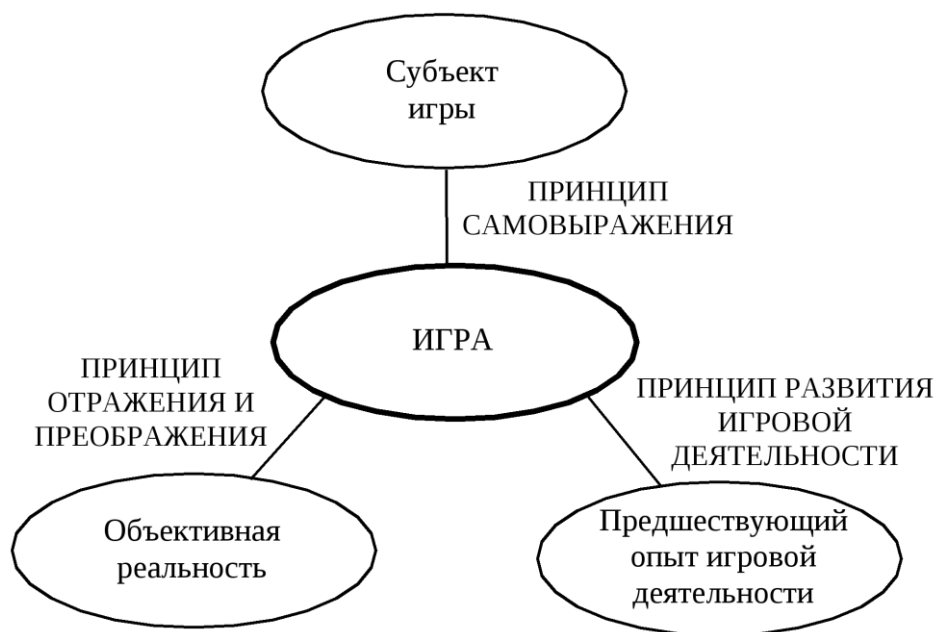 Субъект
игры
ПРИНЦИП
САМОВЫРАЖЕНИЯ
ИГРА
ПРИНЦИП
ОТРАЖЕНИЯ И
ПРЕОБРАЖЕНИЯ
ПРИНЦИП РАЗВИТИЯ
ИГРОВОЙ
ДЕЯТЕЛЬНОСТИ
Объективная
реальность
Предшествующий
опыт игровой
деятельности